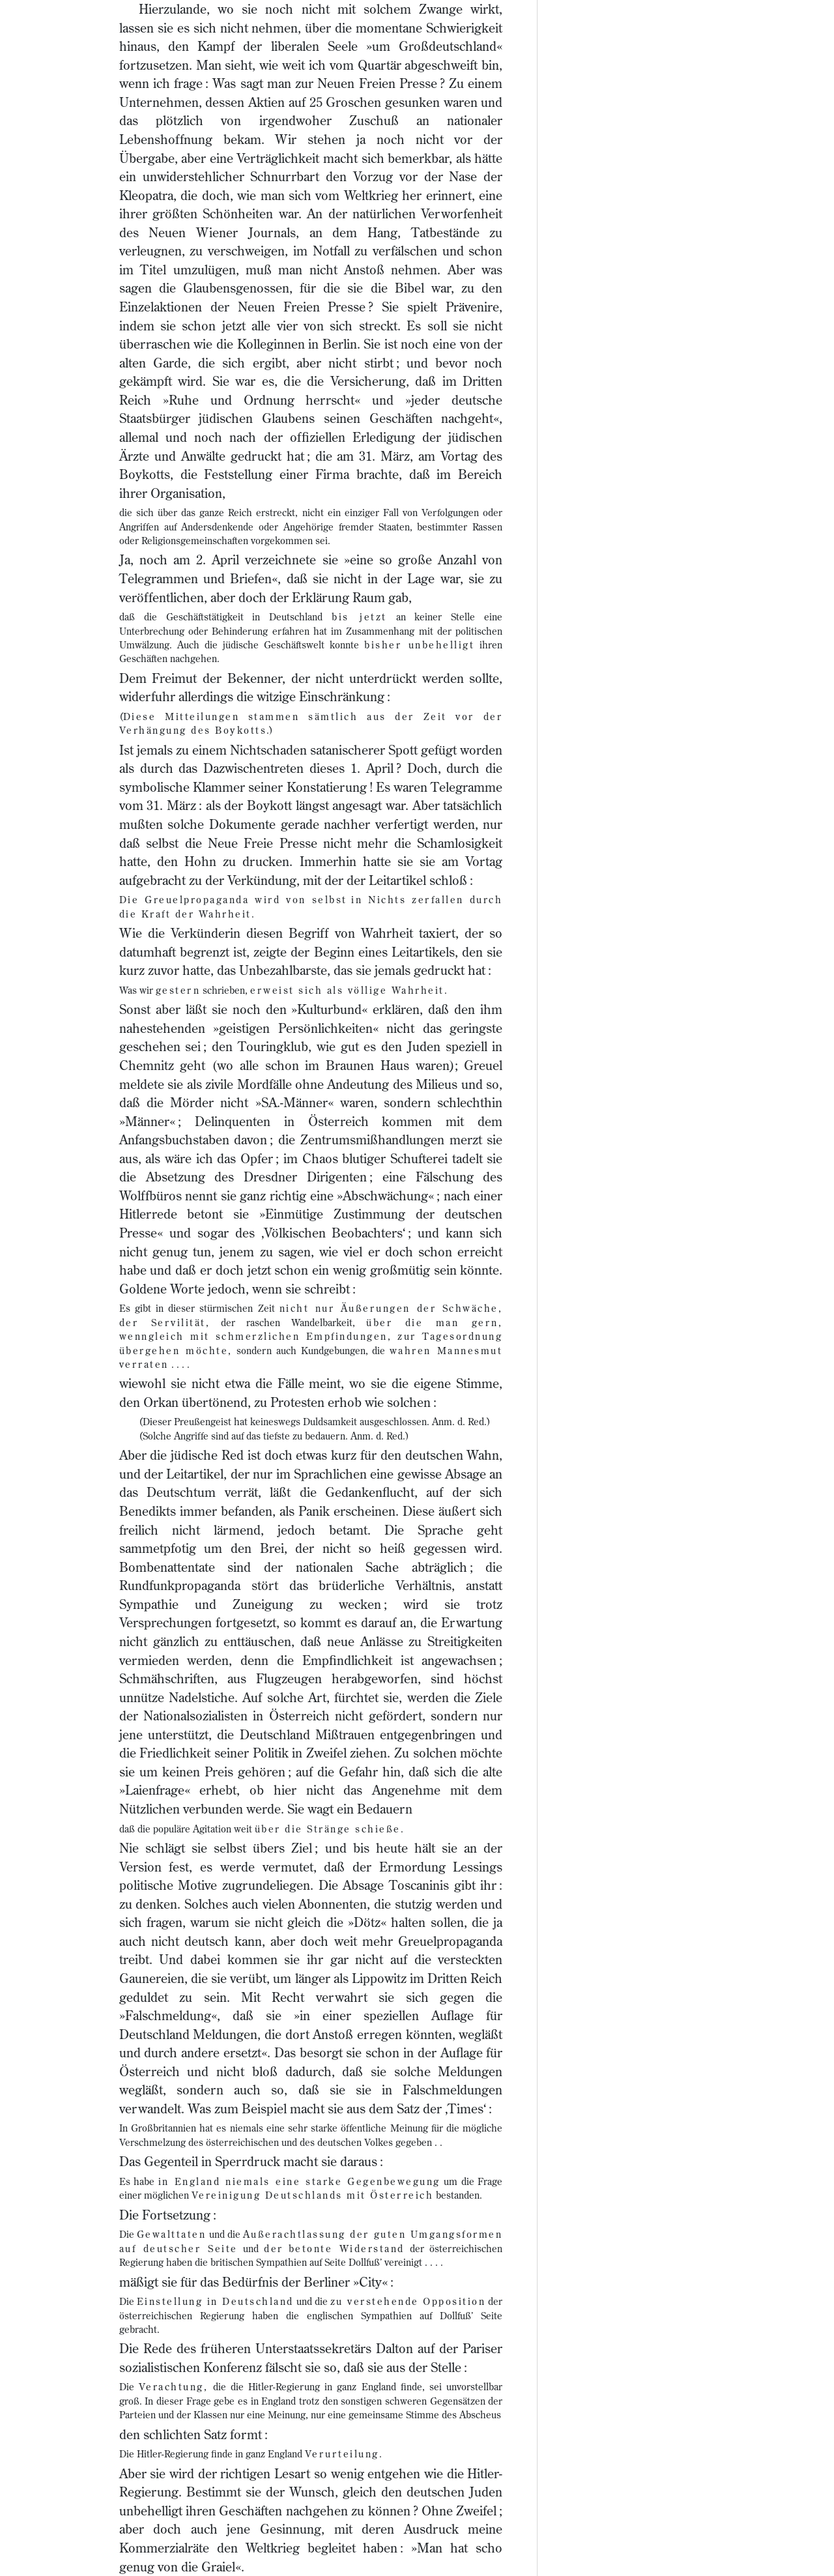 Hierzulande, wo sie noch nicht mit solchem Zwange wirkt,
lassen sie es sich nicht nehmen, über die momentane Schwierigkeit
hinaus, den Kampf der liberalen Seele »um Großdeutschland«
fortzusetzen. Man sieht, wie weit ich vom Quartär abgeschweift bin,
wenn ich frage : Was sagt man zur Neuen Freien Presse ? Zu einem
Unternehmen, dessen Aktien auf 25 Groschen gesunken waren und
das plötzlich von irgendwoher Zuschuß an nationaler
Lebenshoffnung bekam. Wir stehen ja noch nicht vor der
Übergabe, aber eine Verträglichkeit macht sich bemerkbar, als hätte
ein unwiderstehlicher Schnurrbart den Vorzug vor der Nase der
Kleopatra, die doch, wie man sich vom Weltkrieg her erinnert, eine
ihrer größten Schönheiten war. An der natürlichen Verworfenheit
des Neuen Wiener Journals, an dem Hang, Tatbestände zu
verleugnen, zu verschweigen, im Notfall zu verfälschen und schon
im Titel umzulügen, muß man nicht Anstoß nehmen. Aber was
sagen die Glaubensgenossen, für die sie die Bibel war, zu den
Einzelaktionen der Neuen Freien Presse ? Sie spielt Prävenire,
indem sie schon jetzt alle vier von sich streckt. Es soll sie nicht
überraschen wie die Kolleginnen in Berlin. Sie ist noch eine von der
alten Garde, die sich ergibt, aber nicht stirbt ; und bevor noch
gekämpft wird. Sie war es, die die Versicherung, daß im Dritten
Reich »Ruhe und Ordnung herrscht« und »jeder deutsche
Staatsbürger jüdischen Glaubens seinen Geschäften nachgeht«,
allemal und noch nach der offiziellen Erledigung der jüdischen
Ärzte und Anwälte gedruckt hat ; die am 31. März, am Vortag des
Boykotts, die Feststellung einer Firma brachte, daß im Bereich
ihrer Organisation,
die sich über das ganze Reich erstreckt, nicht ein einziger Fall von Verfolgungen oder
Angriffen auf Andersdenkende oder Angehörige fremder Staaten, bestimmter Rassen
oder Religionsgemeinschaften vorgekommen sei.
Ja, noch am 2. April verzeichnete sie »eine so große Anzahl von
Telegrammen und Briefen«, daß sie nicht in der Lage war, sie zu
veröffentlichen, aber doch der Erklärung Raum gab,
daß die Geschäftstätigkeit in Deutschland bis jetzt an keiner Stelle eine
Unterbrechung oder Behinderung erfahren hat im Zusammenhang mit der politischen
Umwälzung. Auch die jüdische Geschäftswelt konnte bisher unbehelligt ihren
Geschäften nachgehen.
Dem Freimut der Bekenner, der nicht unterdrückt werden sollte,
widerfuhr allerdings die witzige Einschränkung :
(Diese Mitteilungen stammen sämtlich aus der Zeit vor der
Verhängung des Boykotts.)
Ist jemals zu einem Nichtschaden satanischerer Spott gefügt worden
als durch das Dazwischentreten dieses 1. April ? Doch, durch die
symbolische Klammer seiner Konstatierung ! Es waren Telegramme
vom 31. März : als der Boykott längst angesagt war. Aber tatsächlich
mußten solche Dokumente gerade nachher verfertigt werden, nur
daß selbst die Neue Freie Presse nicht mehr die Schamlosigkeit
hatte, den Hohn zu drucken. Immerhin hatte sie sie am Vortag
aufgebracht zu der Verkündung, mit der der Leitartikel schloß :
Die Greuelpropaganda wird von selbst in Nichts zerfallen durch
die Kraft der Wahrheit.
Wie die Verkünderin diesen Begriff von Wahrheit taxiert, der so
datumhaft begrenzt ist, zeigte der Beginn eines Leitartikels, den sie
kurz zuvor hatte, das Unbezahlbarste, das sie jemals gedruckt hat :
Was wir gestern schrieben, erweist sich als völlige Wahrheit.
Sonst aber läßt sie noch den »Kulturbund« erklären, daß den ihm
nahestehenden »geistigen Persönlichkeiten« nicht das geringste
geschehen sei ; den Touringklub, wie gut es den Juden speziell in
Chemnitz geht (wo alle schon im Braunen Haus waren); Greuel
meldete sie als zivile Mordfälle ohne Andeutung des Milieus und so,
daß die Mörder nicht »SA.-Männer« waren, sondern schlechthin
»Männer« ; Delinquenten in Österreich kommen mit dem
Anfangsbuchstaben davon ; die Zentrumsmißhandlungen merzt sie
aus, als wäre ich das Opfer ; im Chaos blutiger Schufterei tadelt sie
die Absetzung des Dresdner Dirigenten ; eine Fälschung des
Wolffbüros nennt sie ganz richtig eine »Abschwächung« ; nach einer
Hitlerrede betont sie »Einmütige Zustimmung der deutschen
Presse« und sogar des ‚Völkischen Beobachters‘ ; und kann sich
nicht genug tun, jenem zu sagen, wie viel er doch schon erreicht
habe und daß er doch jetzt schon ein wenig großmütig sein könnte.
Goldene Worte jedoch, wenn sie schreibt :
Es gibt in dieser stürmischen Zeit nicht nur Äußerungen der Schwäche,
der Servilität, der raschen Wandelbarkeit, über die man gern,
wenngleich mit schmerzlichen Empfindungen, zur Tagesordnung
übergehen möchte, sondern auch Kundgebungen, die wahren Mannesmut
verraten . . . .
wiewohl sie nicht etwa die Fälle meint, wo sie die eigene Stimme,
den Orkan übertönend, zu Protesten erhob wie solchen :
(Dieser Preußengeist hat keineswegs Duldsamkeit ausgeschlossen. Anm. d. Red.)
(Solche Angriffe sind auf das tiefste zu bedauern. Anm. d. Red.)
Aber die jüdische Red ist doch etwas kurz für den deutschen Wahn,
und der Leitartikel, der nur im Sprachlichen eine gewisse Absage an
das Deutschtum verrät, läßt die Gedankenflucht, auf der sich
Benedikts immer befanden, als Panik erscheinen. Diese äußert sich
freilich nicht lärmend, jedoch betamt. Die Sprache geht
sammetpfotig um den Brei, der nicht so heiß gegessen wird.
Bombenattentate sind der nationalen Sache abträglich ; die
Rundfunkpropaganda stört das brüderliche Verhältnis, anstatt
Sympathie und Zuneigung zu wecken ; wird sie trotz
Versprechungen fortgesetzt, so kommt es darauf an, die Erwartung
nicht gänzlich zu enttäuschen, daß neue Anlässe zu Streitigkeiten
vermieden werden, denn die Empfindlichkeit ist angewachsen ;
Schmähschriften, aus Flugzeugen herabgeworfen, sind höchst
unnütze Nadelstiche. Auf solche Art, fürchtet sie, werden die Ziele
der Nationalsozialisten in Österreich nicht gefördert, sondern nur
jene unterstützt, die Deutschland Mißtrauen entgegenbringen und
die Friedlichkeit seiner Politik in Zweifel ziehen. Zu solchen möchte
sie um keinen Preis gehören ; auf die Gefahr hin, daß sich die alte
»Laienfrage« erhebt, ob hier nicht das Angenehme mit dem
Nützlichen verbunden werde. Sie wagt ein Bedauern
daß die populäre Agitation weit über die Stränge schieße.
Nie schlägt sie selbst übers Ziel ; und bis heute hält sie an der
Version fest, es werde vermutet, daß der Ermordung Lessings
politische Motive zugrundeliegen. Die Absage Toscaninis gibt ihr :
zu denken. Solches auch vielen Abonnenten, die stutzig werden und
sich fragen, warum sie nicht gleich die »Dötz« halten sollen, die ja
auch nicht deutsch kann, aber doch weit mehr Greuelpropaganda
treibt. Und dabei kommen sie ihr gar nicht auf die versteckten
Gaunereien, die sie verübt, um länger als Lippowitz im Dritten Reich
geduldet zu sein. Mit Recht verwahrt sie sich gegen die
»Falschmeldung«, daß sie »in einer speziellen Auflage für
Deutschland Meldungen, die dort Anstoß erregen könnten, wegläßt
und durch andere ersetzt«. Das besorgt sie schon in der Auflage für
Österreich und nicht bloß dadurch, daß sie solche Meldungen
wegläßt, sondern auch so, daß sie sie in Falschmeldungen
verwandelt. Was zum Beispiel macht sie aus dem Satz der ‚Times‘ :
In Großbritannien hat es niemals eine sehr starke öffentliche Meinung für die mögliche
Verschmelzung des österreichischen und des deutschen Volkes gegeben . .
Das Gegenteil in Sperrdruck macht sie daraus :
Es habe in England niemals eine starke Gegenbewegung um die Frage
einer möglichen Vereinigung Deutschlands mit Österreich bestanden.
Die Fortsetzung :
Die Gewalttaten und die Außerachtlassung der guten Umgangsformen
auf deutscher Seite und der betonte Widerstand der österreichischen
Regierung haben die britischen Sympathien auf Seite Dollfuß’ vereinigt . . . .
mäßigt sie für das Bedürfnis der Berliner »City« :
Die Einstellung in Deutschland und die zu verstehende Opposition der
österreichischen Regierung haben die englischen Sympathien auf Dollfuß’ Seite
gebracht.
Die Rede des früheren Unterstaatssekretärs Dalton auf der Pariser
sozialistischen Konferenz fälscht sie so, daß sie aus der Stelle :
Die Verachtung, die die Hitler-Regierung in ganz England finde, sei unvorstellbar
groß. In dieser Frage gebe es in England trotz den sonstigen schweren Gegensätzen der
Parteien und der Klassen nur eine Meinung, nur eine gemeinsame Stimme des Abscheus
den schlichten Satz formt :
Die Hitler-Regierung finde in ganz England Verurteilung.
Aber sie wird der richtigen Lesart so wenig entgehen wie die Hitler-
Regierung. Bestimmt sie der Wunsch, gleich den deutschen Juden
unbehelligt ihren Geschäften nachgehen zu können ? Ohne Zweifel ;
aber doch auch jene Gesinnung, mit deren Ausdruck meine
Kommerzialräte den Weltkrieg begleitet haben : »Man hat scho
genug von die Graiel«.